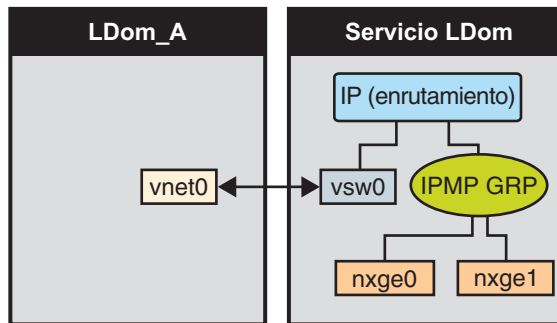 LDom_A
Servicio LDom
IP (enrutamiento)
vnet0
vsw0
IPMP GRP
nxge0
nxge1